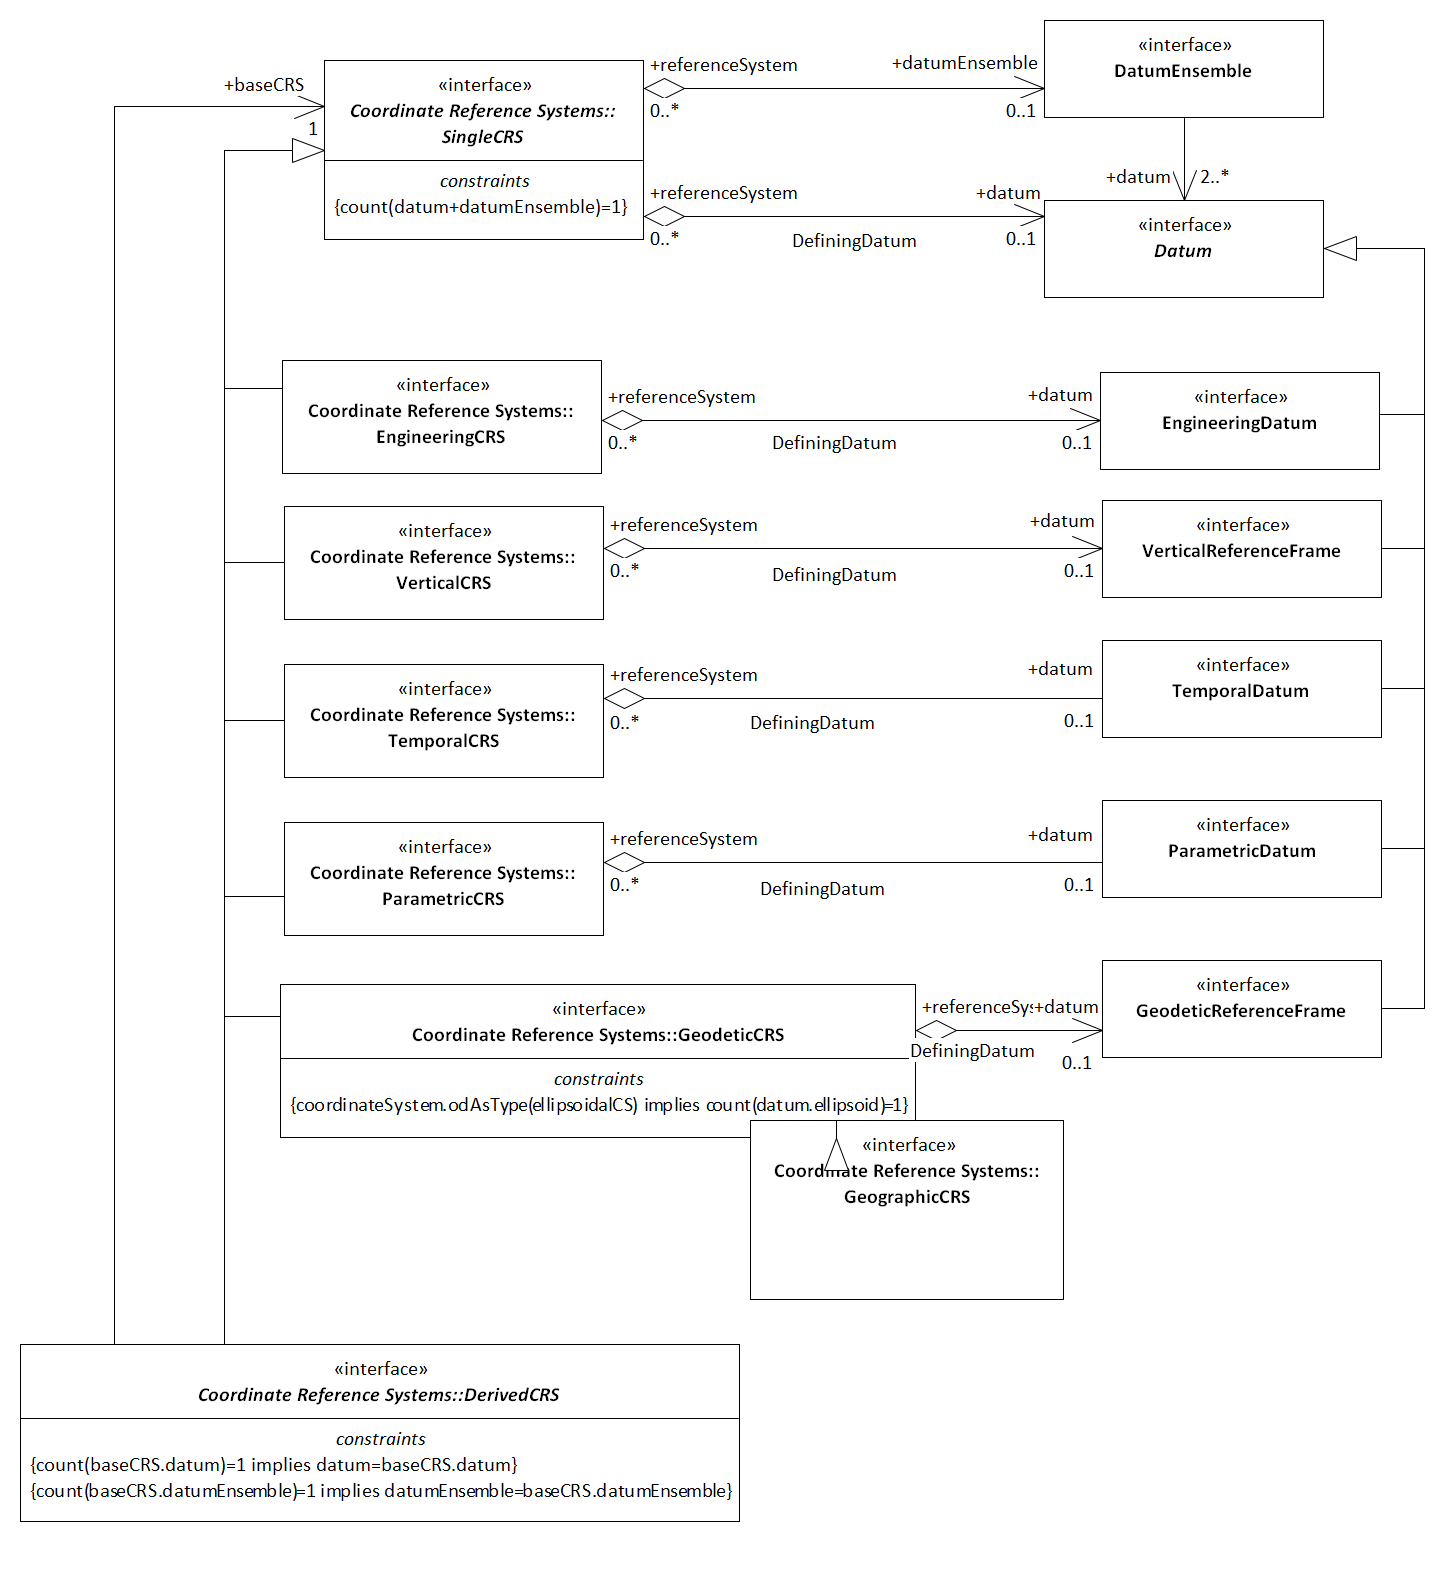 +baseCRS
1
«interface»
Coordinate Reference Systems::
SingleCRS
constraints
{count(datum+datumEnsemble)=1}
+referenceSystem
0..*
+datumEnsemble
0..1
«interface»
DatumEnsemble
+datum
2..*
+referenceSystem
0..*
DefiningDatum
+datum
0..1
«interface»
Datum
«interface»
Coordinate Reference Systems::
EngineeringCRS
+referenceSystem
0..*
DefiningDatum
+datum
0..1
«interface»
EngineeringDatum
«interface»
Coordinate Reference Systems::
VerticalCRS
+referenceSystem
0..*
DefiningDatum
+datum
0..1
«interface»
VerticalReferenceFrame
«interface»
Coordinate Reference Systems::
TemporalCRS
+referenceSystem
0..*
DefiningDatum
+datum
0..1
«interface»
TemporalDatum
«interface»
Coordinate Reference Systems::
ParametricCRS
+referenceSystem
0..*
DefiningDatum
+datum
0..1
«interface»
ParametricDatum
«interface»
Coordinate Reference Systems::GeodeticCRS
constraints
{coordinateSystem.odAsType(ellipsoidalCS) implies count(datum.ellipsoid)=1}
+referenceSys
+datum
DefiningDatum
0..1
«interface»
GeodeticReferenceFrame
«interface»
Coordinate Reference Systems::
GeographicCRS
«interface»
Coordinate Reference Systems::DerivedCRS
constraints
{count(baseCRS.datum)=1 implies datum=baseCRS.datum}
{count(baseCRS.datumEnsemble)=1 implies datumEnsemble=baseCRS.datumEnsemble}